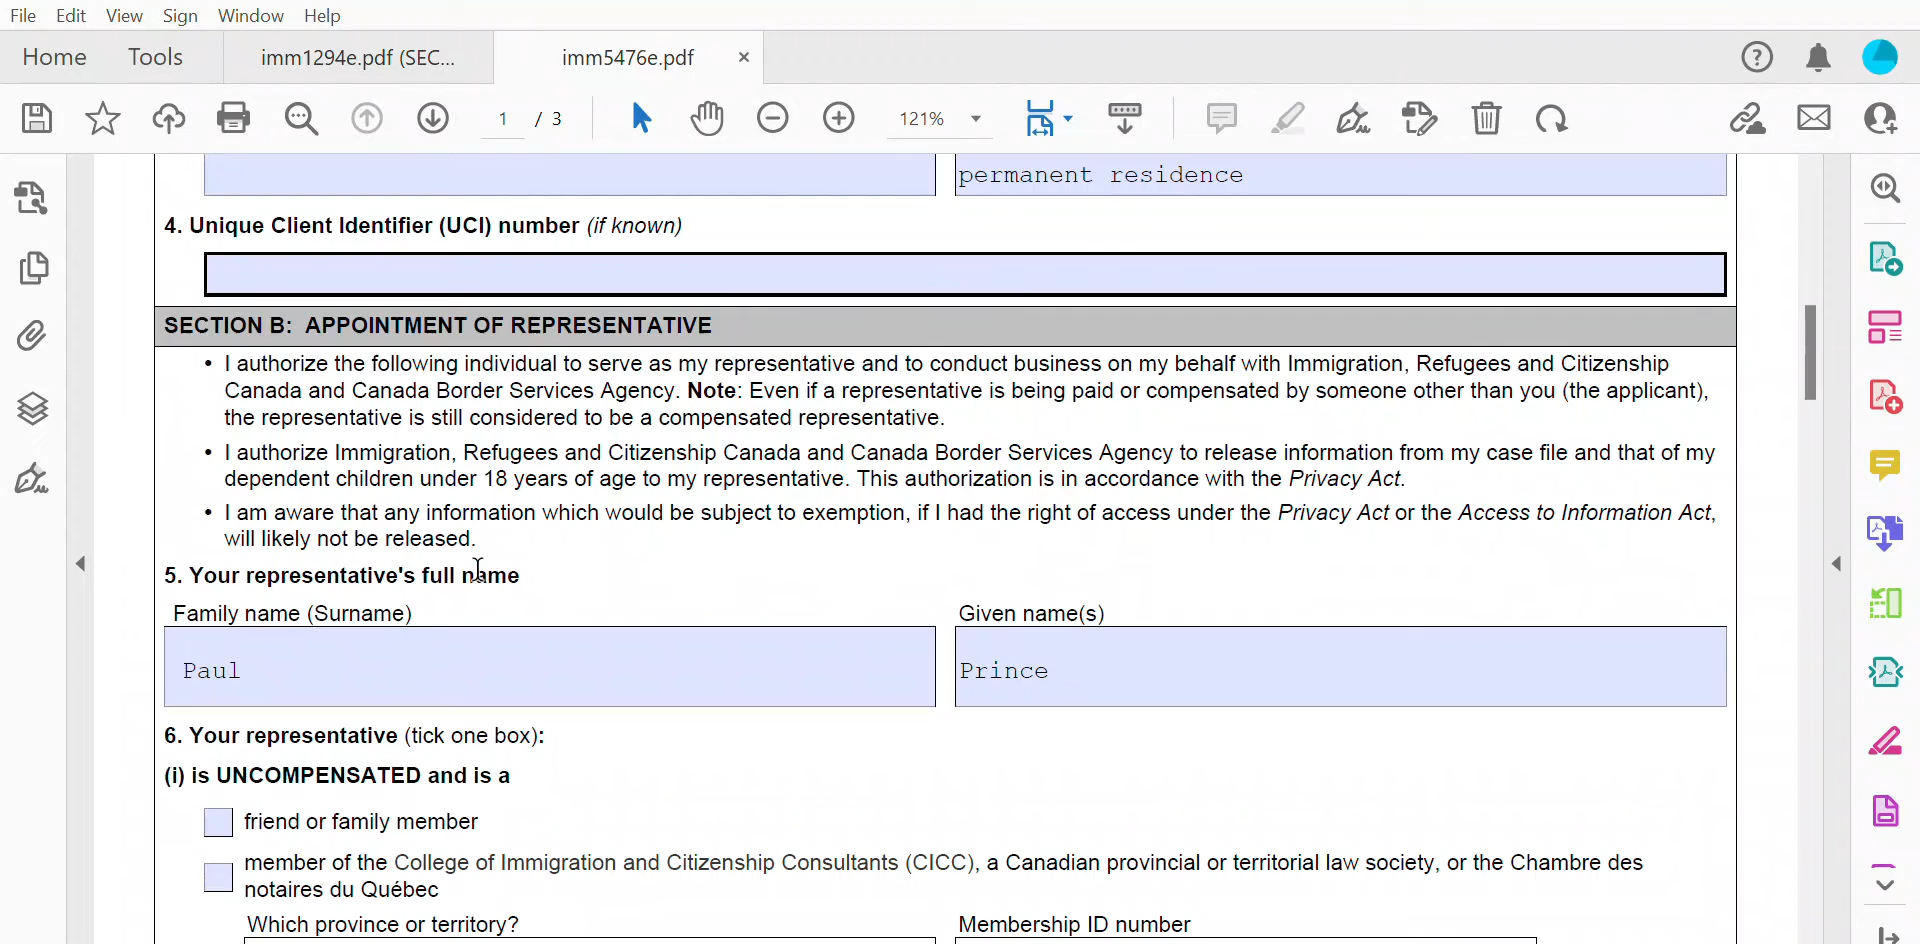 File Edit View Sign Window Help
Home Tools imm1294e.pdf (SEC... imm5476e.pdf ×
1 / 3 121%
permanent residence
4. Unique Client Identifier (UCI) number (if known)
SECTION B: APPOINTMENT OF REPRESENTATIVE
• I authorize the following individual to serve as my representative and to conduct business on my behalf with Immigration, Refugees and Citizenship
Canada and Canada Border Services Agency. Note: Even if a representative is being paid or compensated by someone other than you (the applicant),
the representative is still considered to be a compensated representative.
• I authorize Immigration, Refugees and Citizenship Canada and Canada Border Services Agency to release information from my case file and that of my
dependent children under 18 years of age to my representative. This authorization is in accordance with the Privacy Act.
• I am aware that any information which would be subject to exemption, if I had the right of access under the Privacy Act or the Access to Information Act,
will likely not be released.
5. Your representative's full name
Family name (Surname) Given name(s)
Paul Prince
6. Your representative (tick one box):
(i) is UNCOMPENSATED and is a
friend or family member
member of the College of Immigration and Citizenship Consultants (CICC), a Canadian provincial or territorial law society, or the Chambre des
notaires du Québec
Which province or territory? Membership ID number